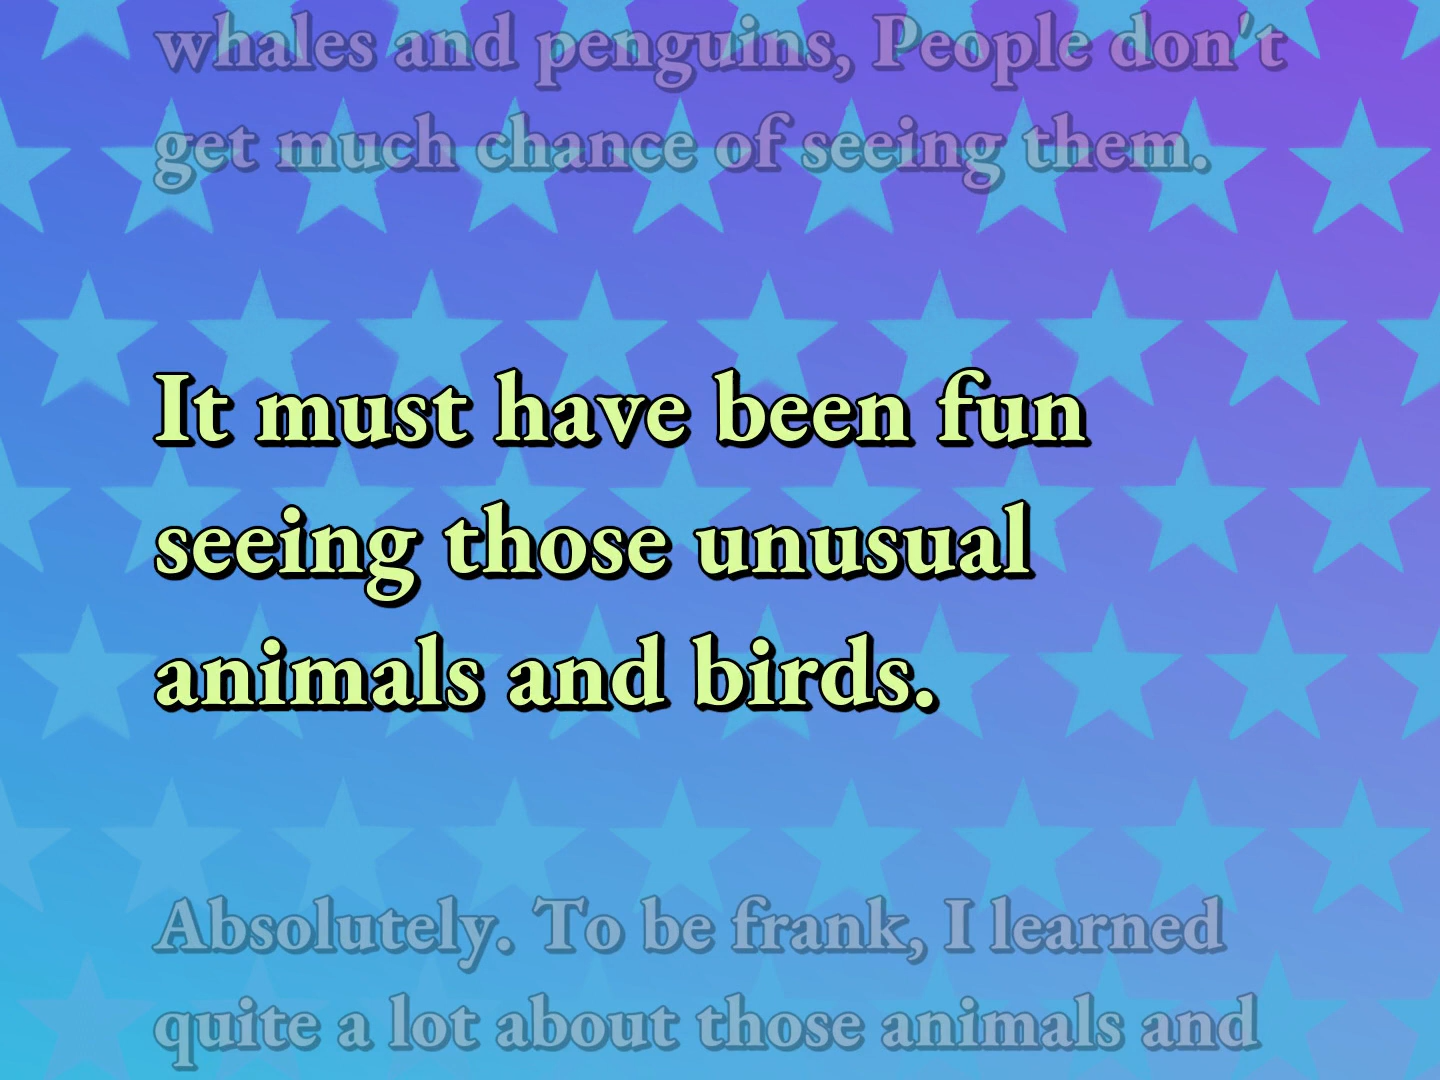 whales and penguins, People don't
get much chance of seeing them.
It must have been fun
seeing those unusual
animals and birds.
Absolutely. To be frank, I learned
quite a lot about those animals and